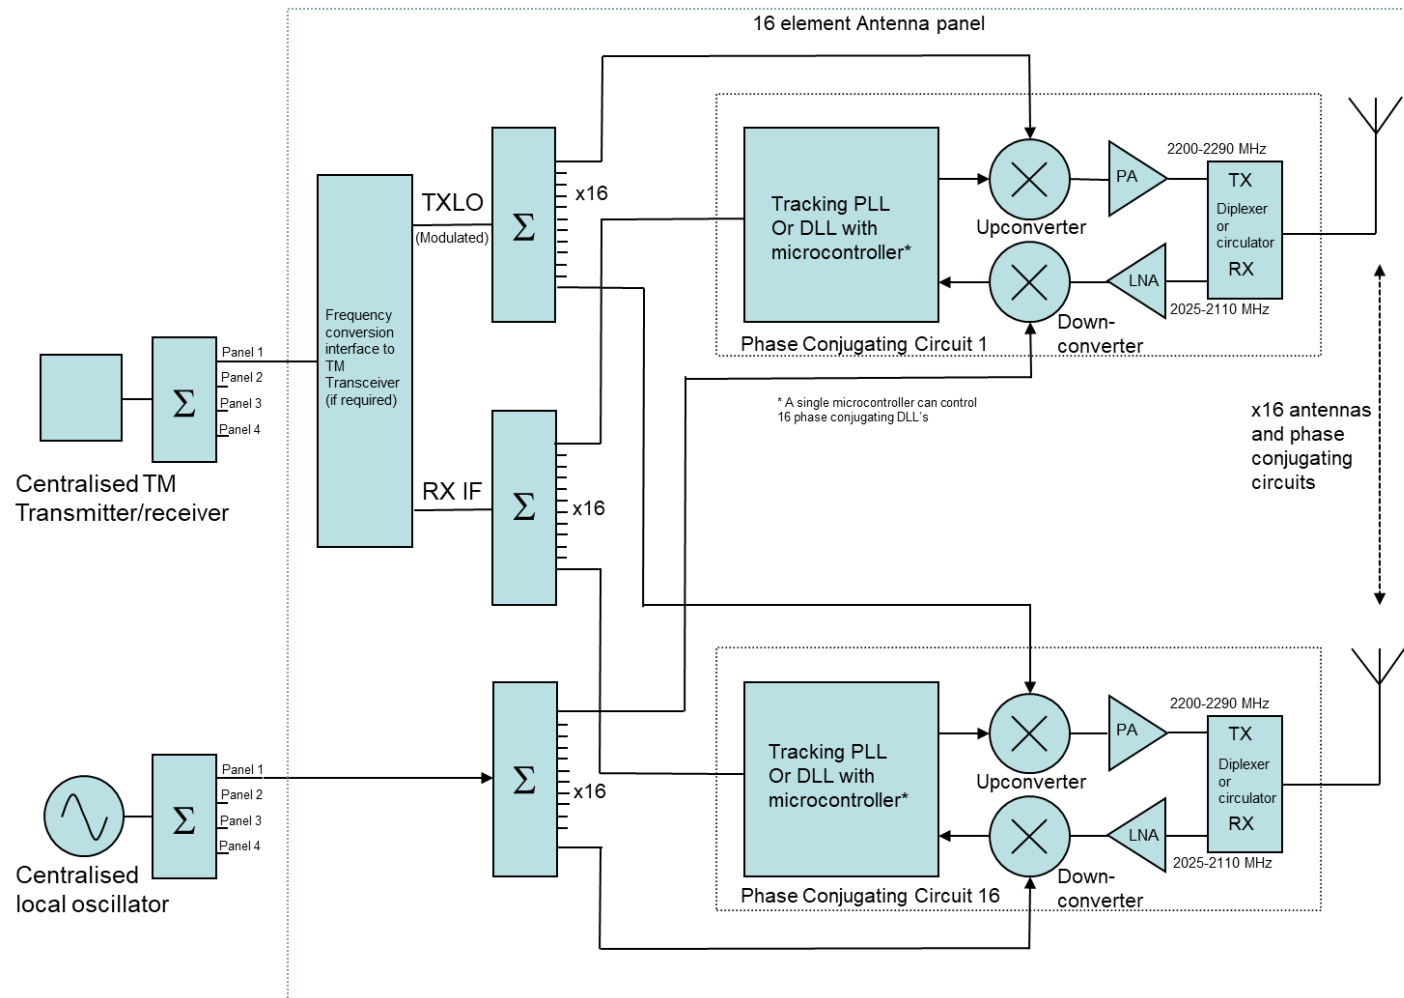 16 element Antenna panel
x16
Σ
TXLO
(Modulated)
Tracking PLL
Or DLL with
microcontroller*
Upconverter
PA
2200-2290 MHz
TX
Diplexer
or
circulator
RX
LNA
2025-2110 MHz
Down-
converter
Phase Conjugating Circuit 1
Frequency
conversion
interface to
TM
Transceiver
(if required)
Panel 1
Panel 2
Panel 3
Panel 4
Σ
Centralised TM
Transmitter/receiver
* A single microcontroller can control
16 phase conjugating DLL's
x16 antennas
and phase
conjugating
circuits
RX IF
Σ
x16
Tracking PLL
Or DLL with
microcontroller*
Upconverter
PA
2200-2290 MHz
TX
Diplexer
or
circulator
RX
LNA
2025-2110 MHz
Down-
converter
Phase Conjugating Circuit 16
Σ
x16
Panel 1
Panel 2
Panel 3
Panel 4
Σ
Centralised
local oscillator